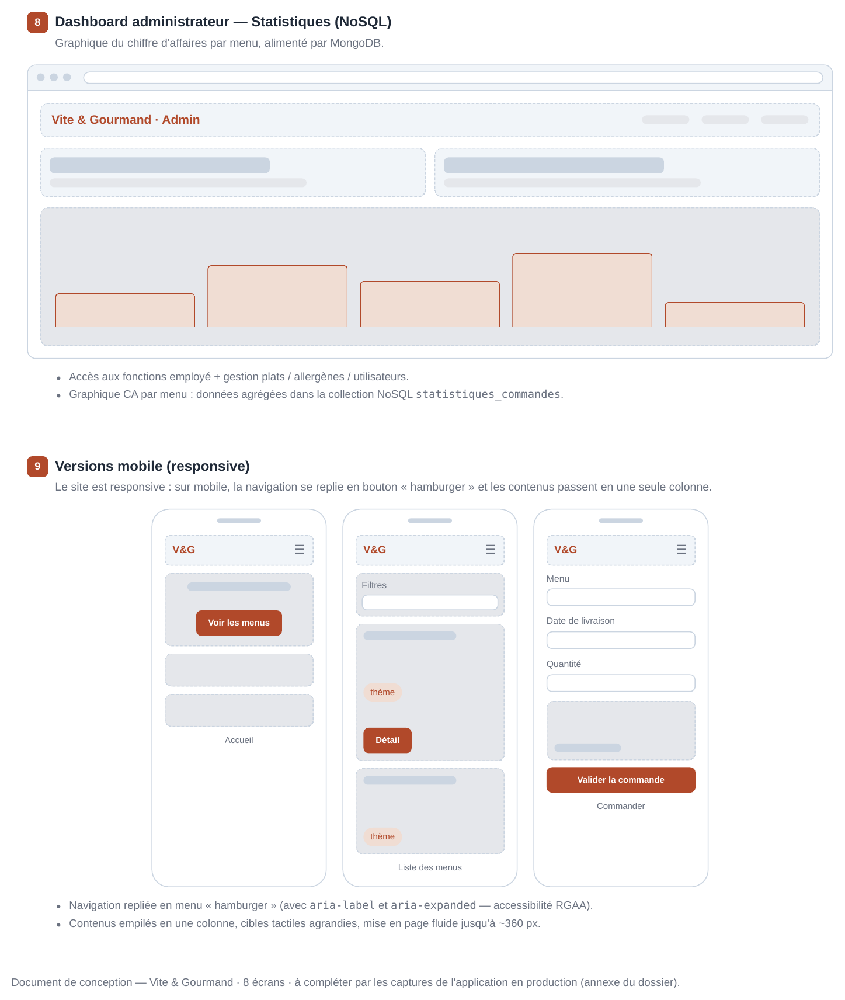 8
Dashboard administrateur — Statistiques (NoSQL)
Graphique du chiffre d'affaires par menu, alimenté par MongoDB.
Vite & Gourmand · Admin
Accès aux fonctions employé + gestion plats / allergènes / utilisateurs.
Graphique CA par menu : données agrégées dans la collection NoSQL statistiques_commandes.
9
Versions mobile (responsive)
Le site est responsive : sur mobile, la navigation se replie en bouton « hamburger » et les contenus passent en une seule colonne.
V&G
Voir les menus
Accueil
V&G
Filtres
thème
Détail
thème
Liste des menus
V&G
Menu
Date de livraison
Quantité
Valider la commande
Commander
Navigation repliée en menu « hamburger » (avec aria-label et aria-expanded — accessibilité RGAA).
Contenus empilés en une colonne, cibles tactiles agrandies, mise en page fluide jusqu'à ~360 px.
Document de conception — Vite & Gourmand · 8 écrans · à compléter par les captures de l'application en production (annexe du dossier).